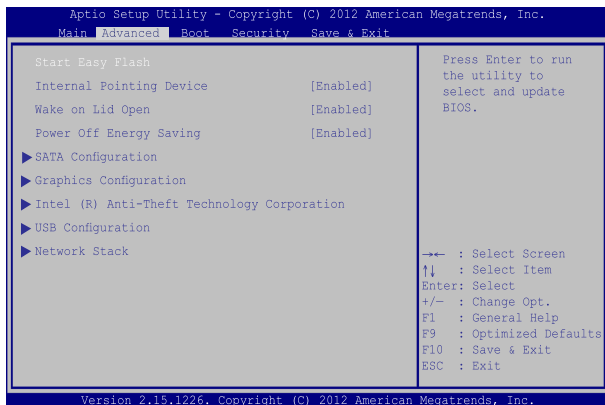 Aptio Setup Utility - Copyright (C) 2012 American Megatrends, Inc.
Main Advanced Boot Security Save & Exit
Start Easy Flash
Internal Pointing Device [Enabled]
Wake on Lid Open [Enabled]
Power Off Energy Saving [Enabled]
SATA Configuration
Graphics Configuration
Intel (R) Anti-Theft Technology Corporation
USB Configuration
Network Stack
Press Enter to run
the utility to
select and update
BIOS.
→← : Select Screen
↑↓ : Select Item
Enter: Select
+/— : Change Opt.
F1 : General Help
F9 : Optimized Defaults
F10 : Save & Exit
ESC : Exit
Version 2.15.1226. Copyright (C) 2012 American Megatrends, Inc.